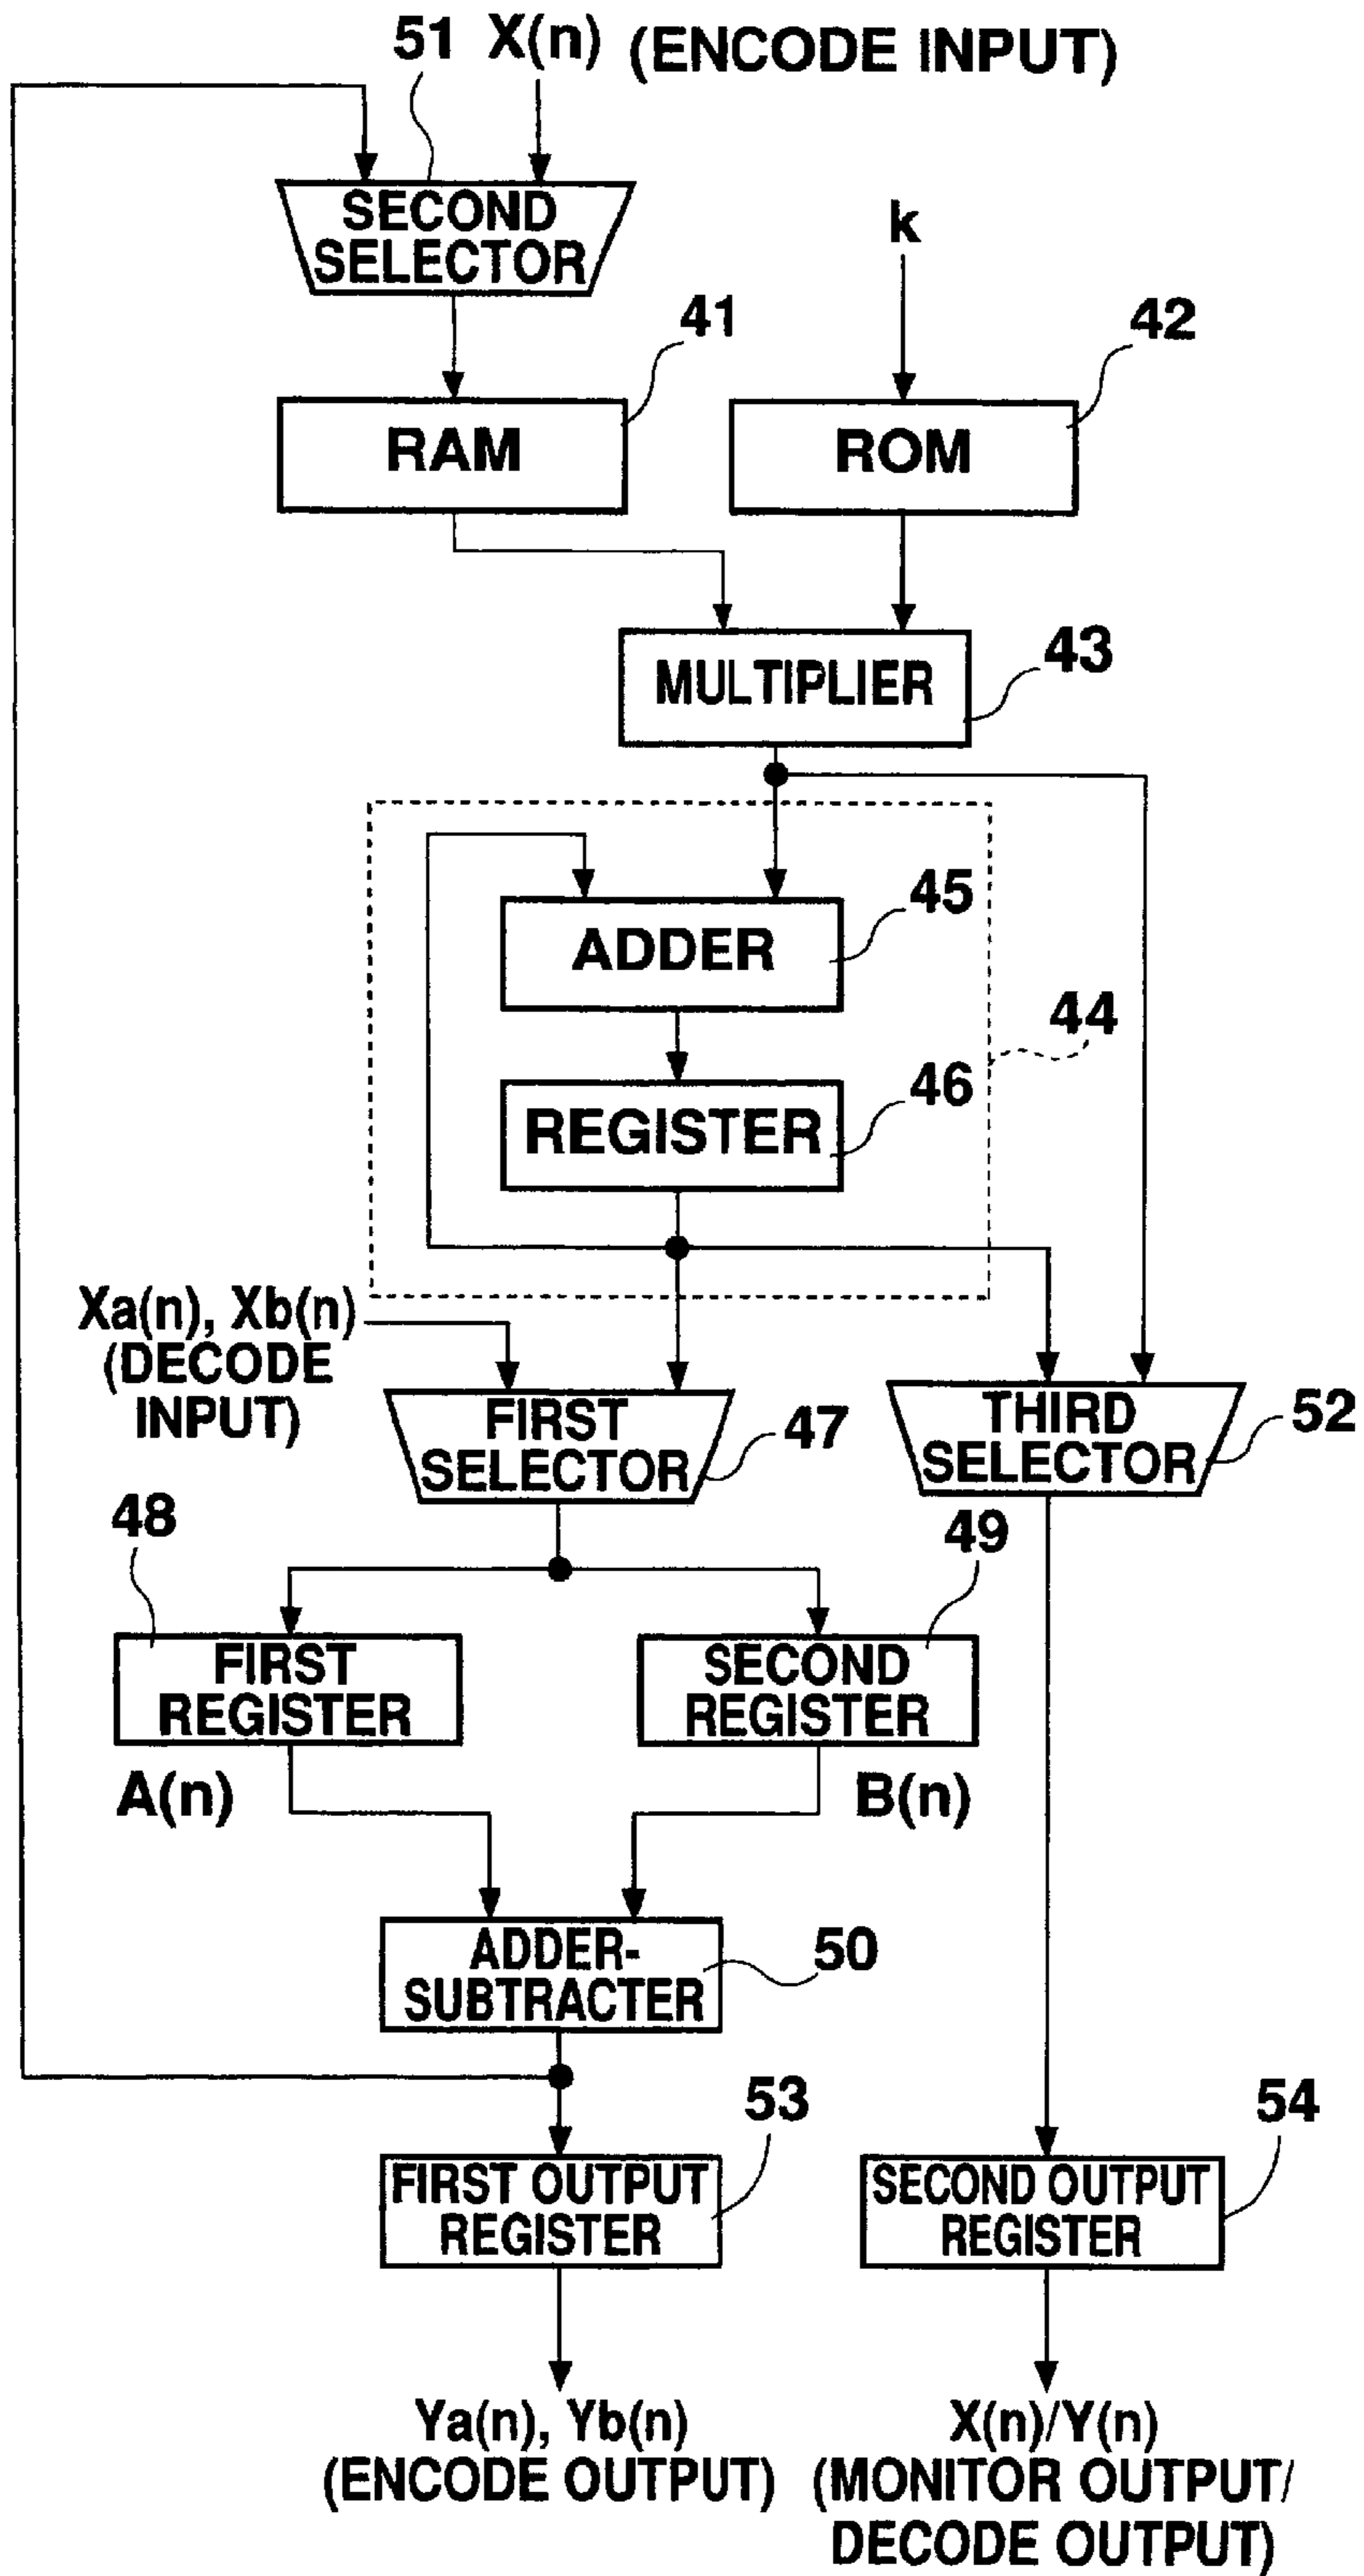 51 X(n) (ENCODE INPUT)
SECOND
SELECTOR
k
41
42
RAM
ROM
43
MULTIPLIER
45
ADDER
44
46
REGISTER
Xa(n), Xb(n)
(DECODE
INPUT)
FIRST
SELECTOR
47
THIRD
SELECTOR
52
48
49
FIRST
REGISTER
SECOND
REGISTER
A(n)
B(n)
ADDER-
SUBTRACTER
50
53
54
FIRST OUTPUT
REGISTER
SECOND OUTPUT
REGISTER
Ya(n), Yb(n)
(ENCODE OUTPUT)
X(n)/Y(n)
(MONITOR OUTPUT/
DECODE OUTPUT)